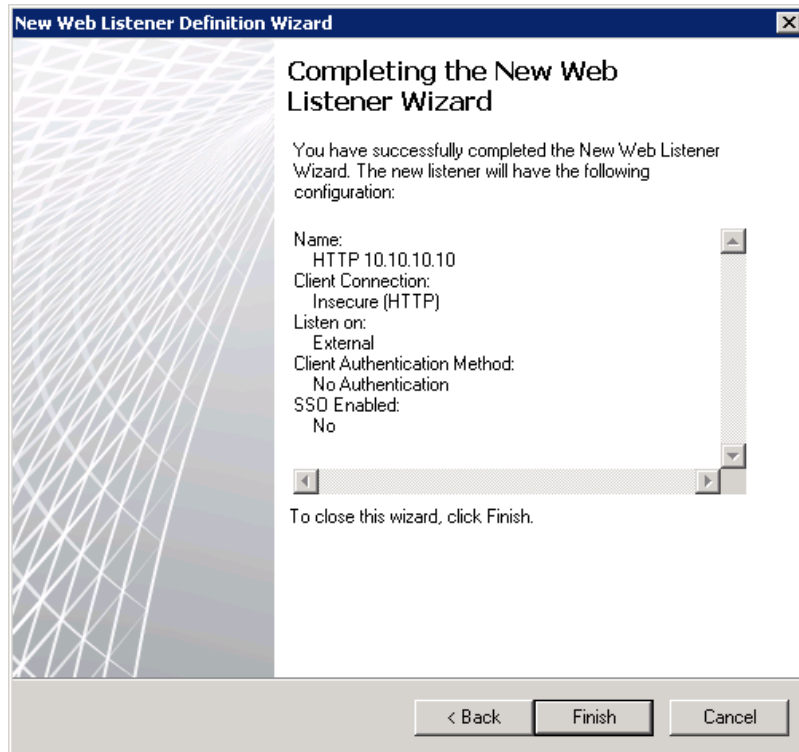 New Web Listener Definition Wizard
Completing the New Web
Listener Wizard
You have successfully completed the New Web Listener
Wizard. The new listener will have the following
configuration:
Name:
HTTP 10.10.10.10
Client Connection:
Insecure (HTTP)
Listen on:
External
Client Authentication Method:
No Authentication
SSO Enabled:
No
To close this wizard, click Finish.
< Back
Finish
Cancel